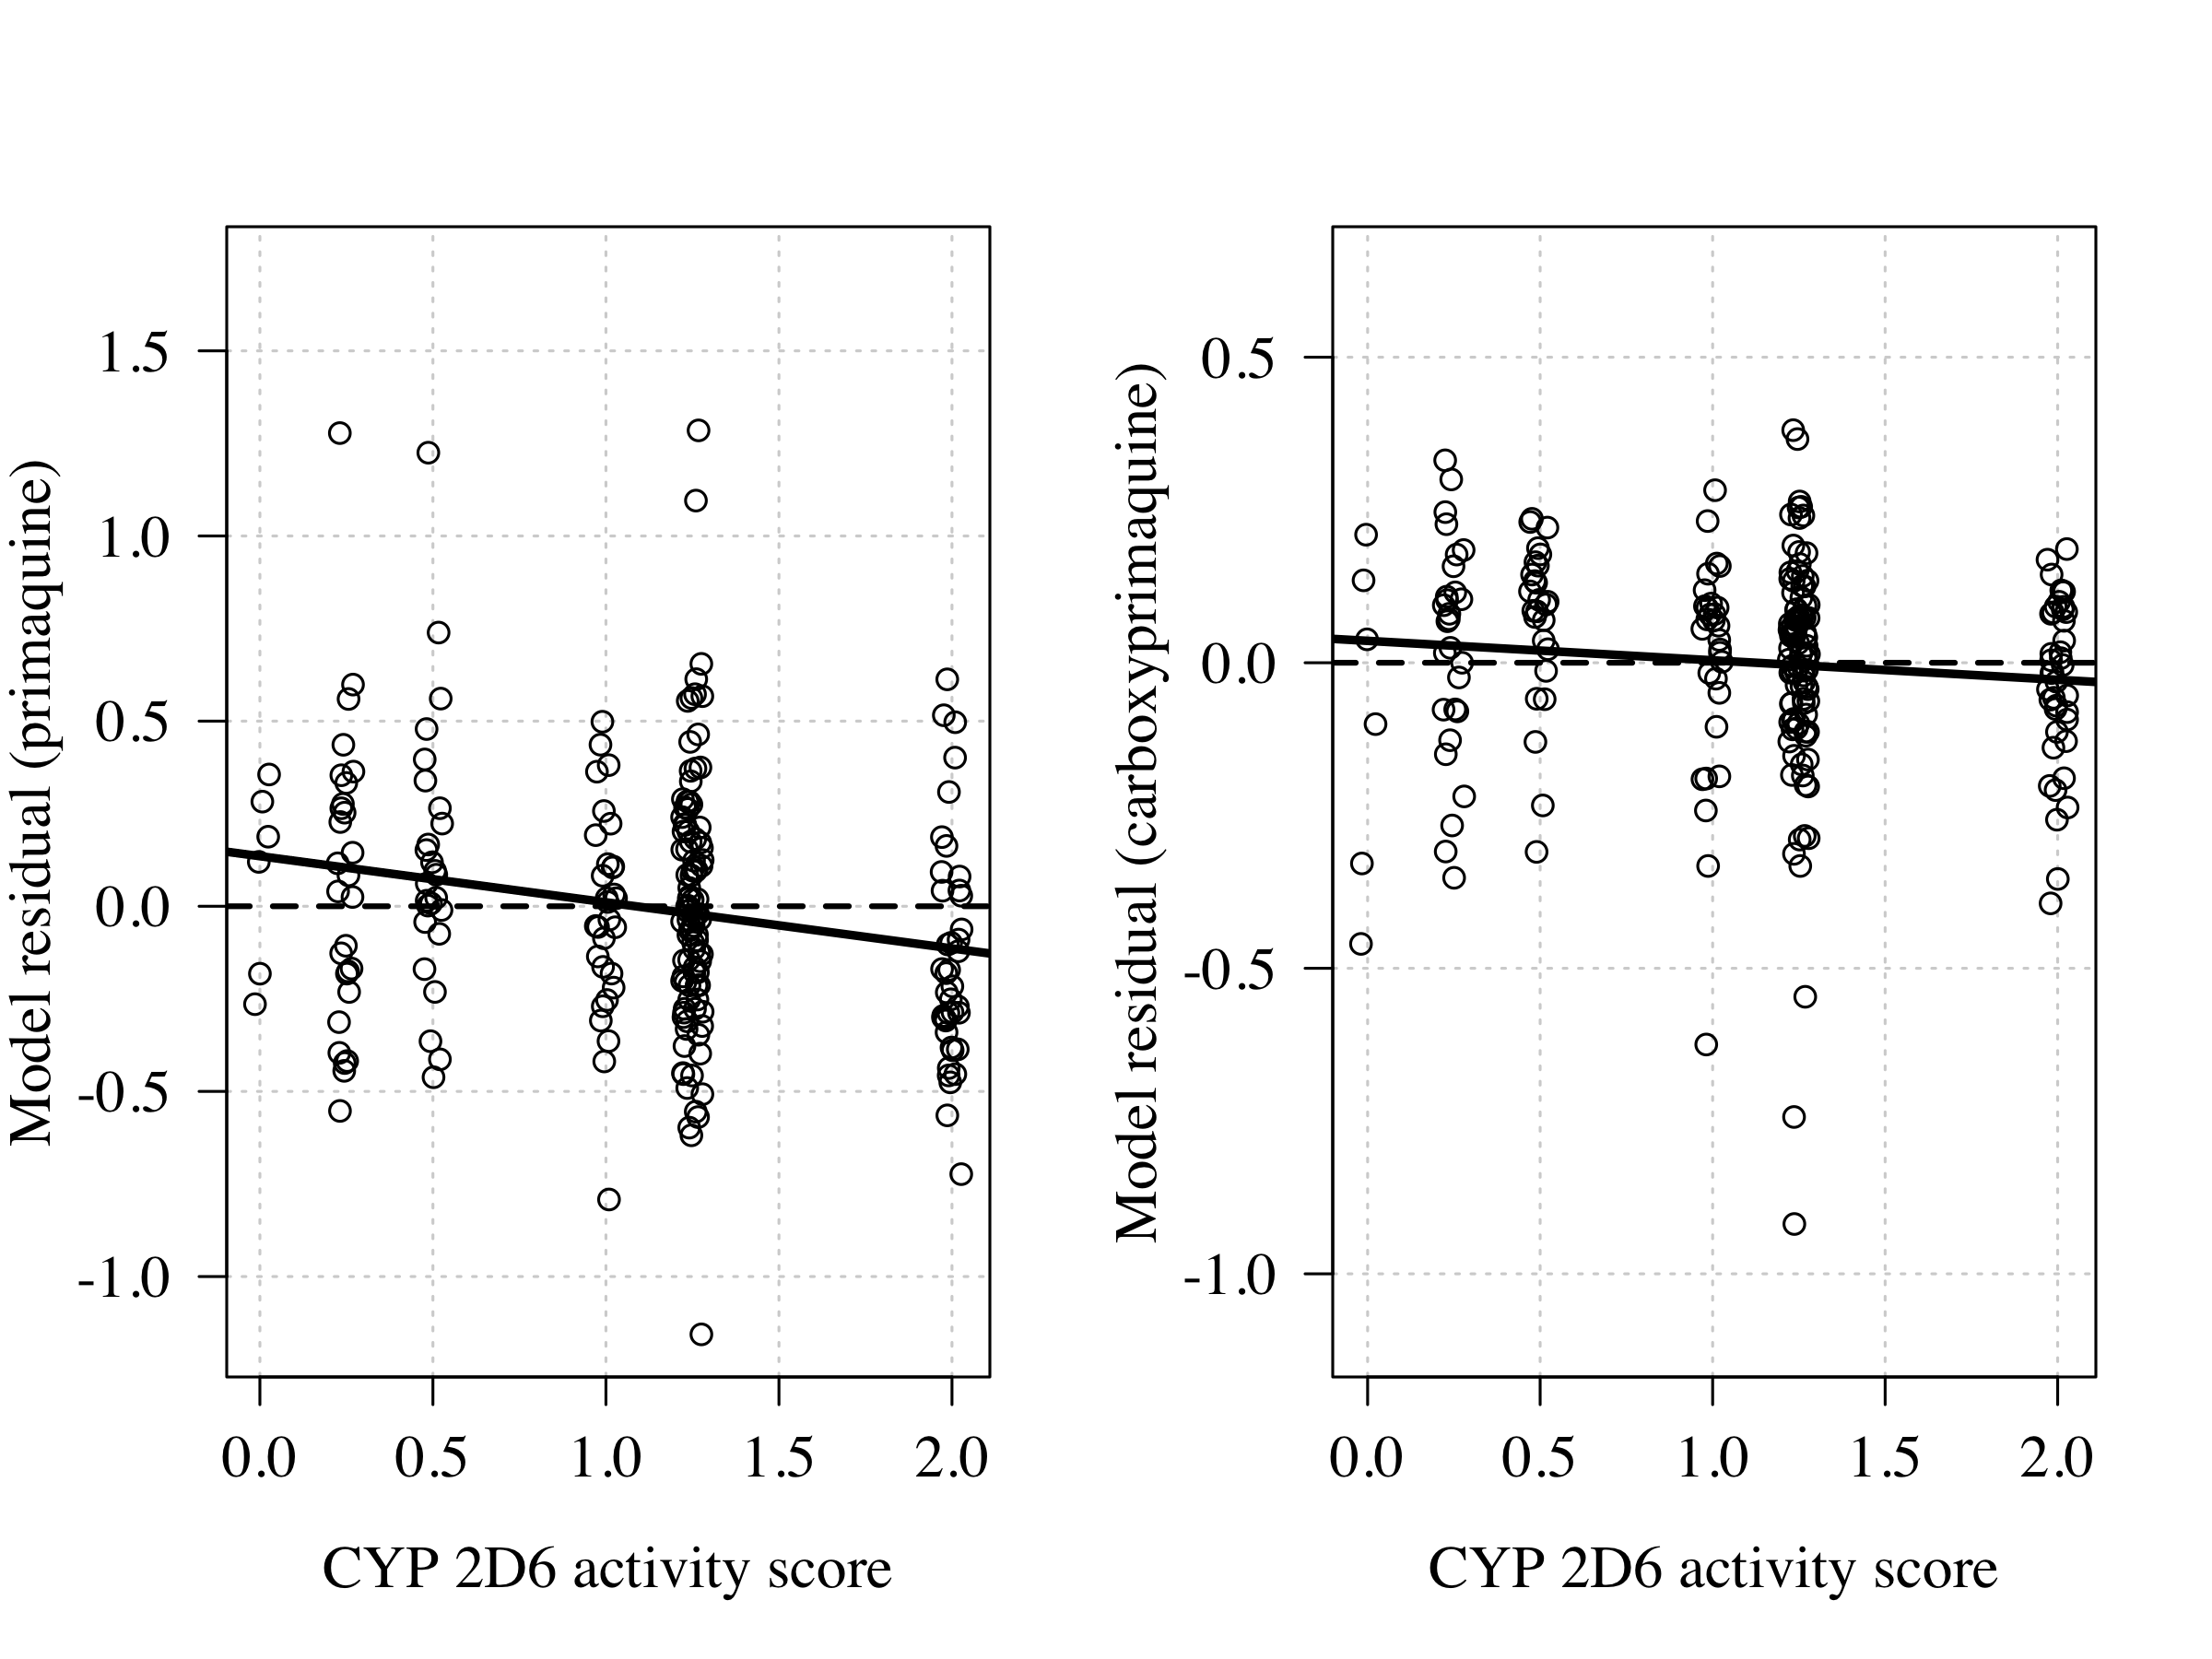 Model residual (primaquine)
1.5
1.0
0.5
0.0
-0.5
-1.0
0.0 0.5 1.0 1.5 2.0
CYP 2D6 activity score
Model residual (carboxyprimaquine)
0.5
0.0
-0.5
-1.0
0.0 0.5 1.0 1.5 2.0
CYP 2D6 activity score